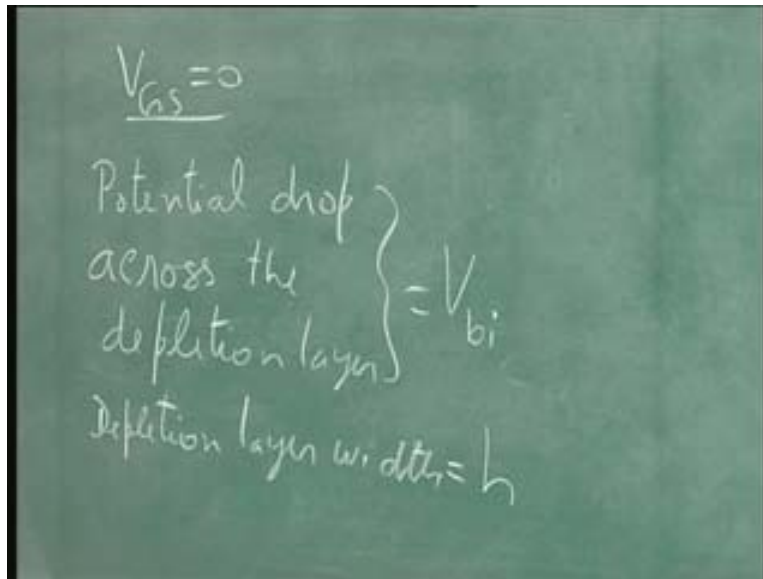 V_GS = 0
Potential drop
across the
depletion layer } = V_bi
Depletion layer width = h